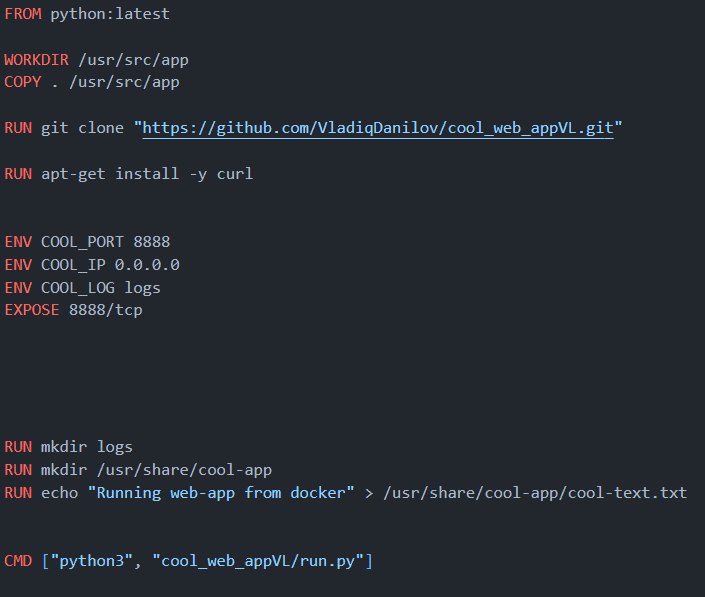 FROM python:latest
WORKDIR /usr/src/app
COPY . /usr/src/app
RUN git clone "https://github.com/VladiqDanilov/cool_web_appVL.git"
RUN apt-get install -y curl
ENV COOL_PORT 8888
ENV COOL_IP 0.0.0.0
ENV COOL_LOG logs
EXPOSE 8888/tcp
RUN mkdir logs
RUN mkdir /usr/share/cool-app
RUN echo "Running web-app from docker" > /usr/share/cool-app/cool-text.txt
CMD ["python3", "cool_web_appVL/run.py"]